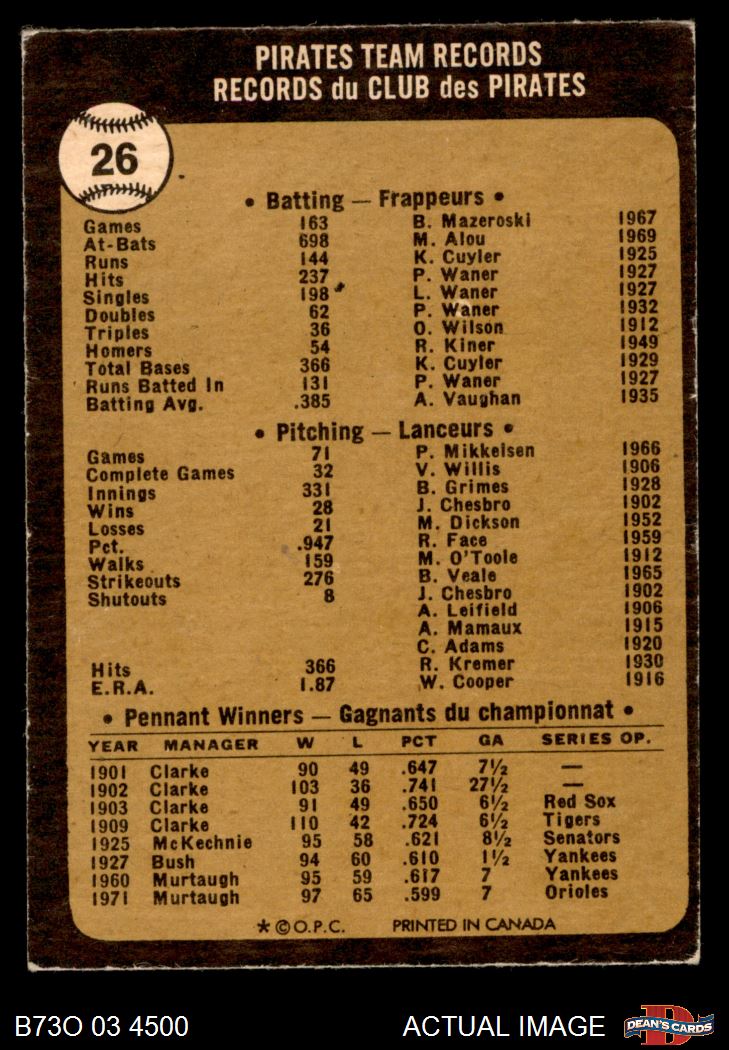 PIRATES TEAM RECORDS
RECORDS du CLUB des PIRATES
26
• Batting — Frappeurs •
Games 163 B. Mazeroski 1967
At-Bats 698 M. Alou 1969
Runs 144 K. Cuyler 1925
Hits 237 P. Waner 1927
Singles 198 L. Waner 1927
Doubles 62 P. Waner 1932
Triples 36 O. Wilson 1912
Homers 54 R. Kiner 1949
Total Bases 366 K. Cuyler 1929
Runs Batted In 131 P. Waner 1927
Batting Avg. .385 A. Vaughan 1935
• Pitching — Lanceurs •
Games 71 P. Mikkelsen 1966
Complete Games 32 V. Willis 1906
Innings 331 B. Grimes 1928
Wins 28 J. Chesbro 1902
Losses 21 M. Dickson 1952
Pct. .947 R. Face 1959
Walks 159 M. O'Toole 1912
Strikeouts 276 B. Veale 1965
Shutouts 8 J. Chesbro 1902
A. Leifield 1906
A. Mamaux 1915
C. Adams 1920
Hits 366 R. Kremer 1930
E.R.A. 1.87 W. Cooper 1916
• Pennant Winners — Gagnants du championnat •
YEAR MANAGER W L PCT GA SERIES OP.
1901 Clarke 90 49 .647 7½ —
1902 Clarke 103 36 .741 27½ —
1903 Clarke 91 49 .650 6½ Red Sox
1909 Clarke 110 42 .724 6½ Tigers
1925 McKechnie 95 58 .621 8½ Senators
1927 Bush 94 60 .610 1½ Yankees
1960 Murtaugh 95 59 .617 7 Yankees
1971 Murtaugh 97 65 .599 7 Orioles
* © O.P.C. PRINTED IN CANADA
B73O 03 4500 ACTUAL IMAGE DEAN'S CARDS